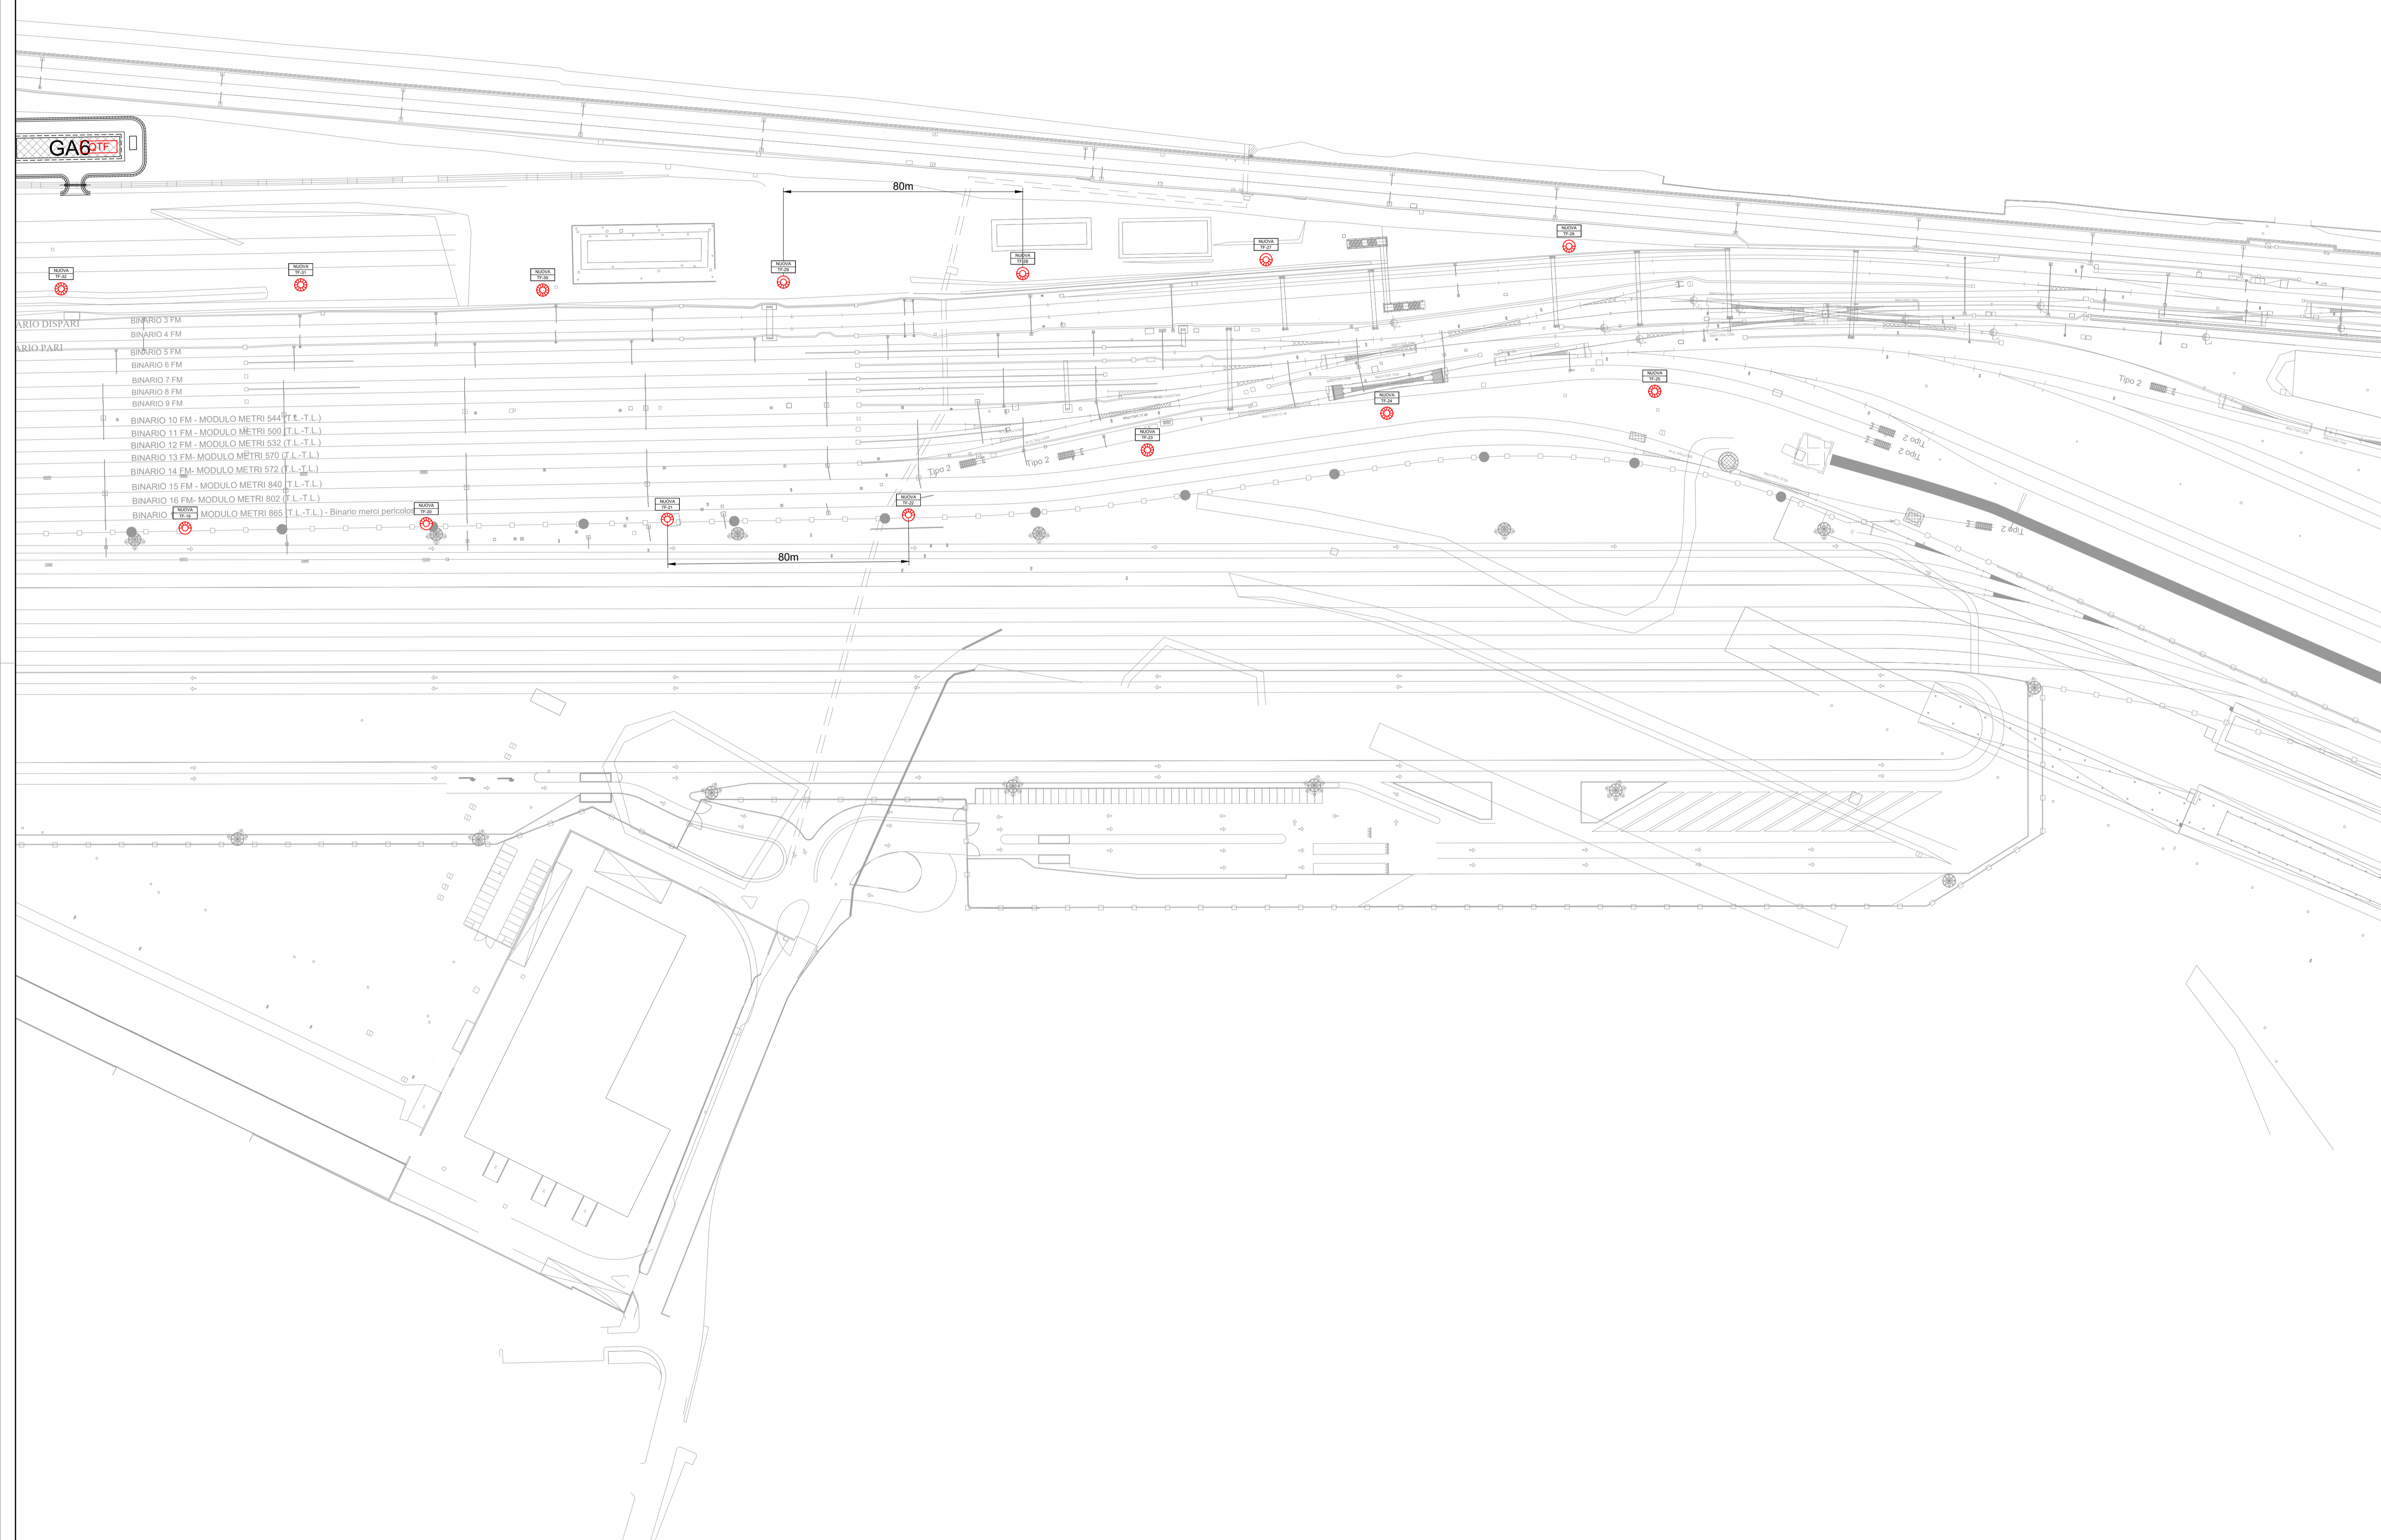 GA6
QTF
80m
NUOVA
TF-26
NUOVA
TF-27
NUOVA
TF-28
NUOVA
TF-29
NUOVA
TF-30
NUOVA
TF-31
NUOVA
TF-32
ARIO DISPARI
BINARIO 3 FM
BINARIO 4 FM
ARIO PARI
BINARIO 5 FM
BINARIO 6 FM
BINARIO 7 FM
BINARIO 8 FM
BINARIO 9 FM
BINARIO 10 FM - MODULO METRI 544 (T.L.-T.L.)
BINARIO 11 FM - MODULO METRI 500 (T.L.-T.L.)
BINARIO 12 FM - MODULO METRI 532 (T.L.-T.L.)
BINARIO 13 FM- MODULO METRI 570 (T.L.-T.L.)
BINARIO 14 FM- MODULO METRI 572 (T.L.-T.L.)
BINARIO 15 FM - MODULO METRI 840 (T.L.-T.L.)
BINARIO 16 FM- MODULO METRI 802 (T.L.-T.L.)
BINARIO MODULO METRI 865 (T.L.-T.L.) - Binario merci pericolos
NUOVA
TF-19
NUOVA
TF-20
NUOVA
TF-21
NUOVA
TF-22
NUOVA
TF-23
NUOVA
TF-24
NUOVA
TF-25
Tipo 2
Tipo 2
Tipo 2
Tipo 2
Tipo 2
Tipo 2
80m